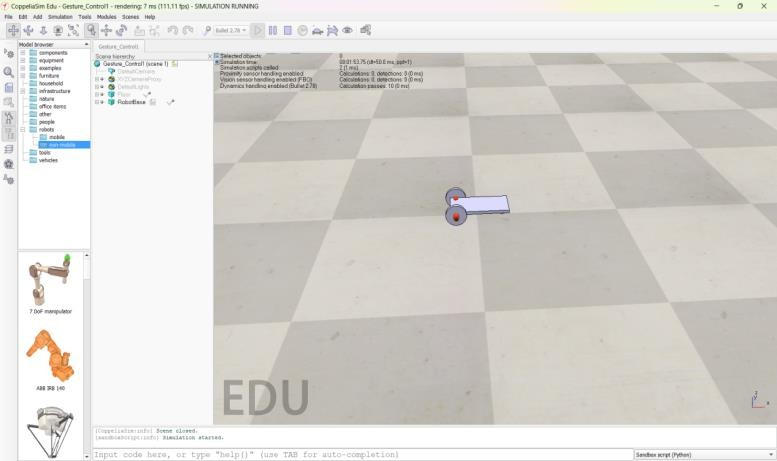 CoppeliaSim Edu - Gesture_Control1 - rendering: 7 ms (111,11 fps) - SIMULATION RUNNING
File Edit Add Simulation Tools Modules Scenes Help
Bullet 2.78
Model browser
components
equipment
examples
furniture
household
infrastructure
nature
office items
other
people
robots
mobile
non-mobile
tools
vehicles
7 DoF manipulator
ABB IRB 140
Gesture_Control1
Scene hierarchy
Gesture_Control1 (scene 1)
DefaultCamera
XYZCameraProxy
DefaultLights
Floor
RobotBase
Selected objects: 0
Simulation time: 00:01:53.75 (dt=50.0 ms, ppf=1)
Simulation scripts called: 2 (1 ms)
Proximity sensor handling enabled Calculations: 0, detections: 0 (0 ms)
Vision sensor handling enabled (FBO) Calculations: 0, detections: 0 (0 ms)
Dynamics handling enabled (Bullet 2.78) Calculation passes: 10 (0 ms)
EDU
[CoppeliaSim:info] Scene closed.
[sandboxScript:info] Simulation started.
Input code here, or type "help()" (use TAB for auto-completion)
Sandbox script (Python)